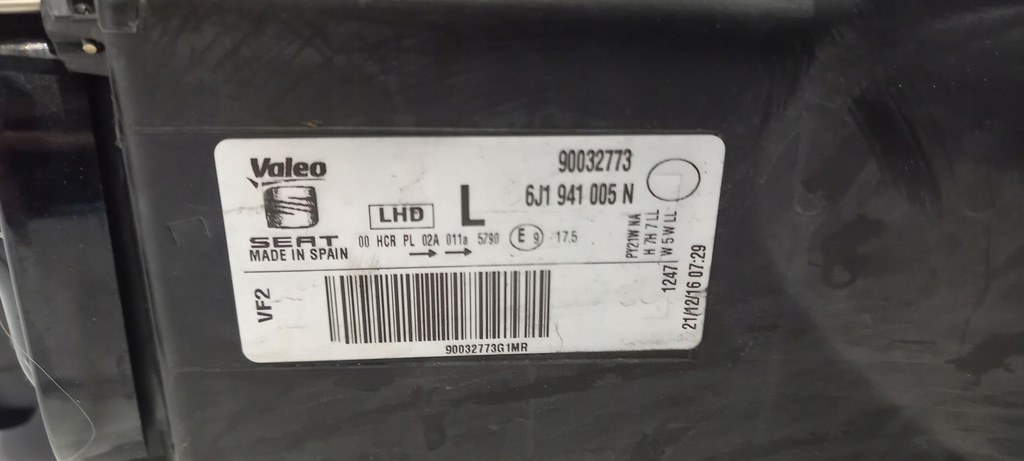 Valeo
90032773
6J1 941 005 N
LHD
L
SEAT
00 HCR PL 02A 011a 5790 E 9 17.5
MADE IN SPAIN
PY21W NA
H 7H 7 LL
W 5 W LL
1247
21/12/16 07:29
VF2
90032773G1MR